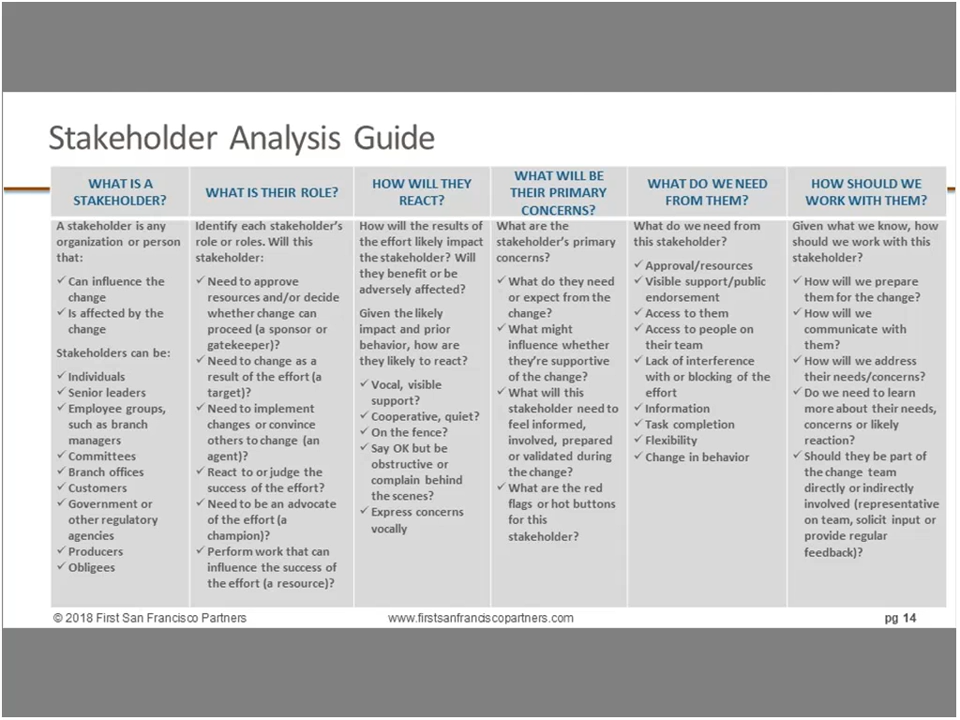 Stakeholder Analysis Guide
WHAT IS A
STAKEHOLDER?
WHAT IS THEIR ROLE?
HOW WILL THEY
REACT?
WHAT WILL BE
THEIR PRIMARY
CONCERNS?
WHAT DO WE NEED
FROM THEM?
HOW SHOULD WE
WORK WITH THEM?
A stakeholder is any
organization or person
that:
✓ Can influence the
change
✓ Is affected by the
change
Stakeholders can be:
✓ Individuals
✓ Senior leaders
✓ Employee groups,
such as branch
managers
✓ Committees
✓ Branch offices
✓ Customers
✓ Government or
other regulatory
agencies
✓ Producers
✓ Obligees
Identify each stakeholder's
role or roles. Will this
stakeholder:
✓ Need to approve
resources and/or decide
whether change can
proceed (a sponsor or
gatekeeper)?
✓ Need to change as a
result of the effort (a
target)?
✓ Need to implement
changes or convince
others to change (an
agent)?
✓ React to or judge the
success of the effort?
✓ Need to be an advocate
of the effort (a
champion)?
✓ Perform work that can
influence the success of
the effort (a resource)?
How will the results of
the effort likely impact
the stakeholder? Will
they benefit or be
adversely affected?
Given the likely
impact and prior
behavior, how are
they likely to react?
✓ Vocal, visible
support?
✓ Cooperative, quiet?
✓ On the fence?
✓ Say OK but be
obstructive or
complain behind
the scenes?
✓ Express concerns
vocally
What are the
stakeholder's primary
concerns?
✓ What do they need
or expect from the
change?
✓ What might
influence whether
they're supportive
of the change?
✓ What will this
stakeholder need to
feel informed,
involved, prepared
or validated during
the change?
✓ What are the red
flags or hot buttons
for this
stakeholder?
What do we need from
this stakeholder?
✓ Approval/resources
✓ Visible support/public
endorsement
✓ Access to them
✓ Access to people on
their team
✓ Lack of interference
with or blocking of the
effort
✓ Information
✓ Task completion
✓ Flexibility
✓ Change in behavior
Given what we know, how
should we work with this
stakeholder?
✓ How will we prepare
them for the change?
✓ How will we
communicate with
them?
✓ How will we address
their needs/concerns?
✓ Do we need to learn
more about their needs,
concerns or likely
reaction?
✓ Should they be part of
the change team
directly or indirectly
involved (representative
on team, solicit input or
provide regular
feedback)?
© 2018 First San Francisco Partners
www.firstsanfranciscopartners.com
pg 14